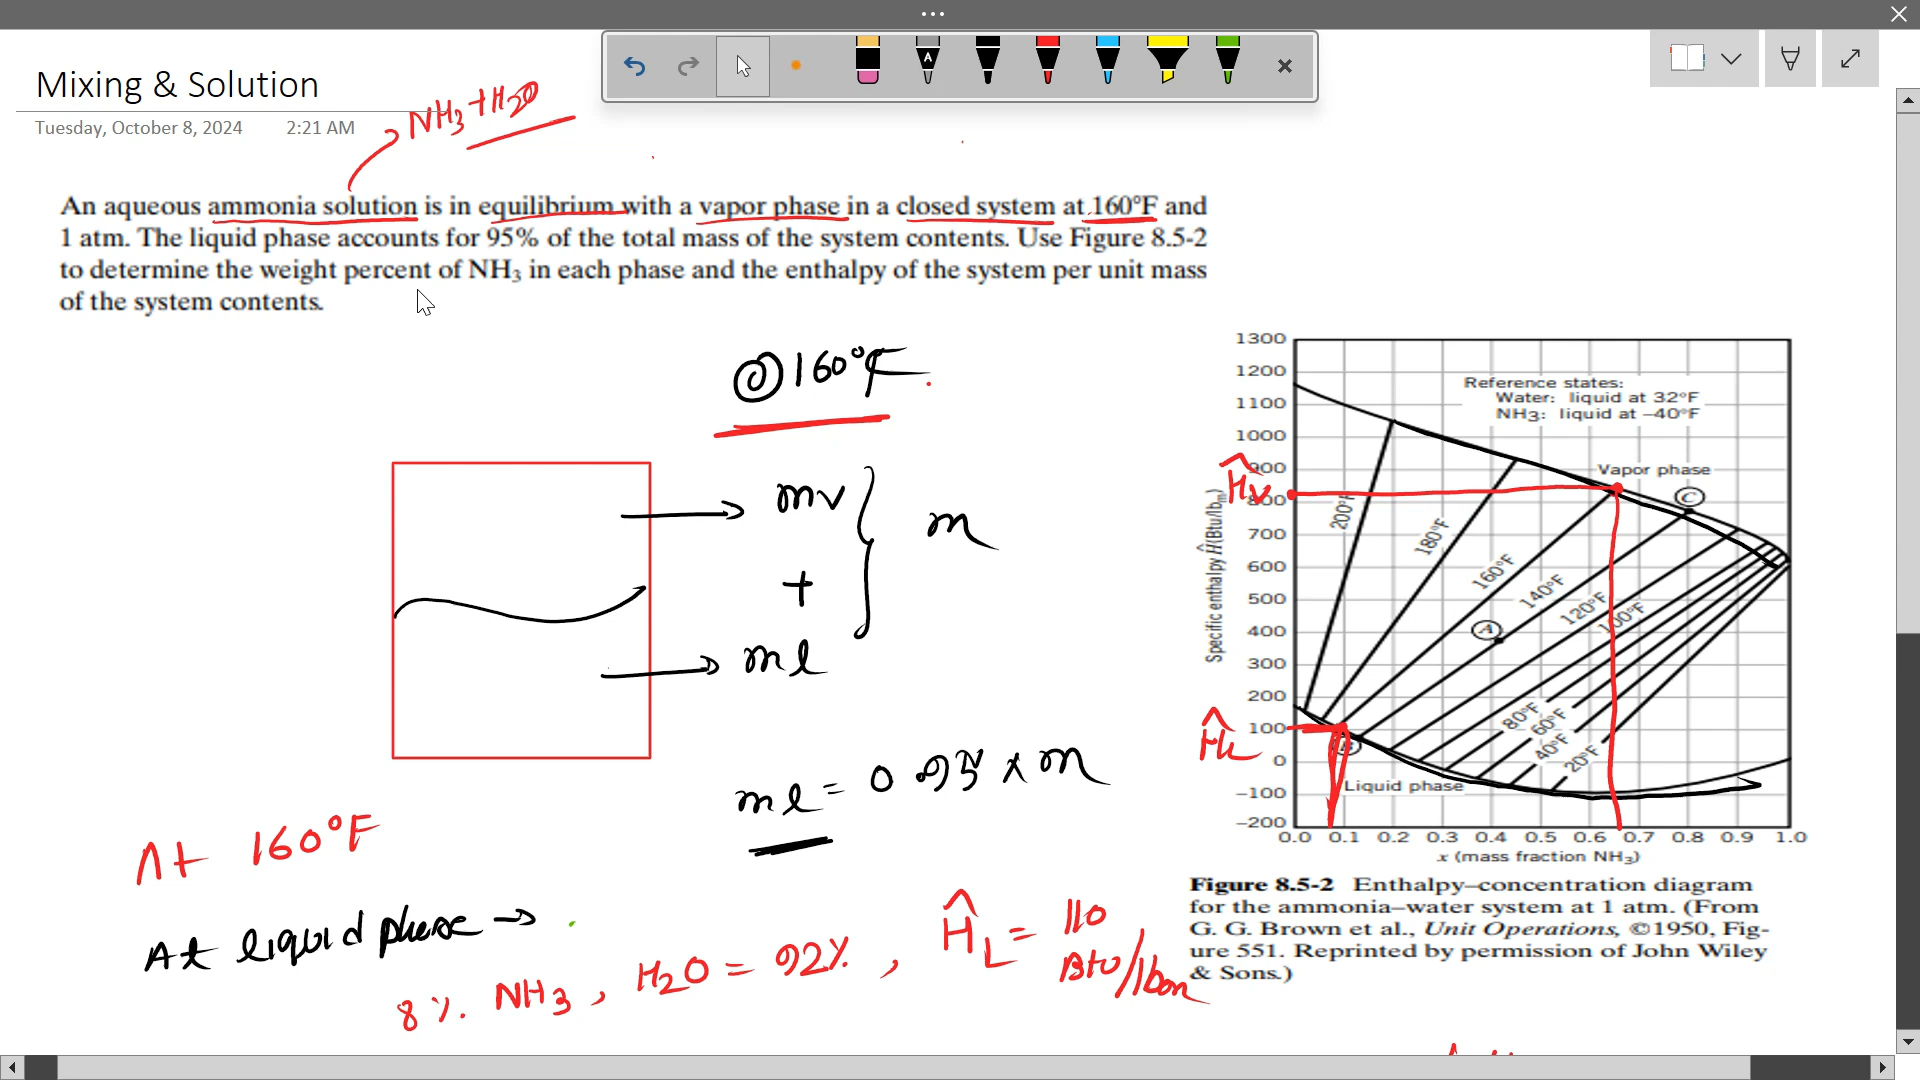 Mixing & Solution
Tuesday, October 8, 2024 2:21 AM
NH3+H2O
An aqueous ammonia solution is in equilibrium with a vapor phase in a closed system at 160°F and
1 atm. The liquid phase accounts for 95% of the total mass of the system contents. Use Figure 8.5-2
to determine the weight percent of NH3 in each phase and the enthalpy of the system per unit mass
of the system contents.
@160°F
mv
+
ml
m
ml = 0.95 x m
At 160°F
At liquid phase →
8%. NH3, H2O = 92%, ĤL = 110
Btu/lbm
1300
1200
1100
1000
900
800
700
600
500
400
300
200
100
0
-100
-200
Specific enthalpy Ĥ(Btu/lbm)
Ĥv
ĤL
Reference states:
Water: liquid at 32°F
NH3: liquid at -40°F
Vapor phase
C
200°F
180°F
160°F
140°F
120°F
100°F
A
80°F
60°F
40°F
20°F
B
Liquid phase
0.0 0.1 0.2 0.3 0.4 0.5 0.6 0.7 0.8 0.9 1.0
x (mass fraction NH3)
Figure 8.5-2 Enthalpy–concentration diagram
for the ammonia–water system at 1 atm. (From
G. G. Brown et al., Unit Operations, ©1950, Fig-
ure 551. Reprinted by permission of John Wiley
& Sons.)